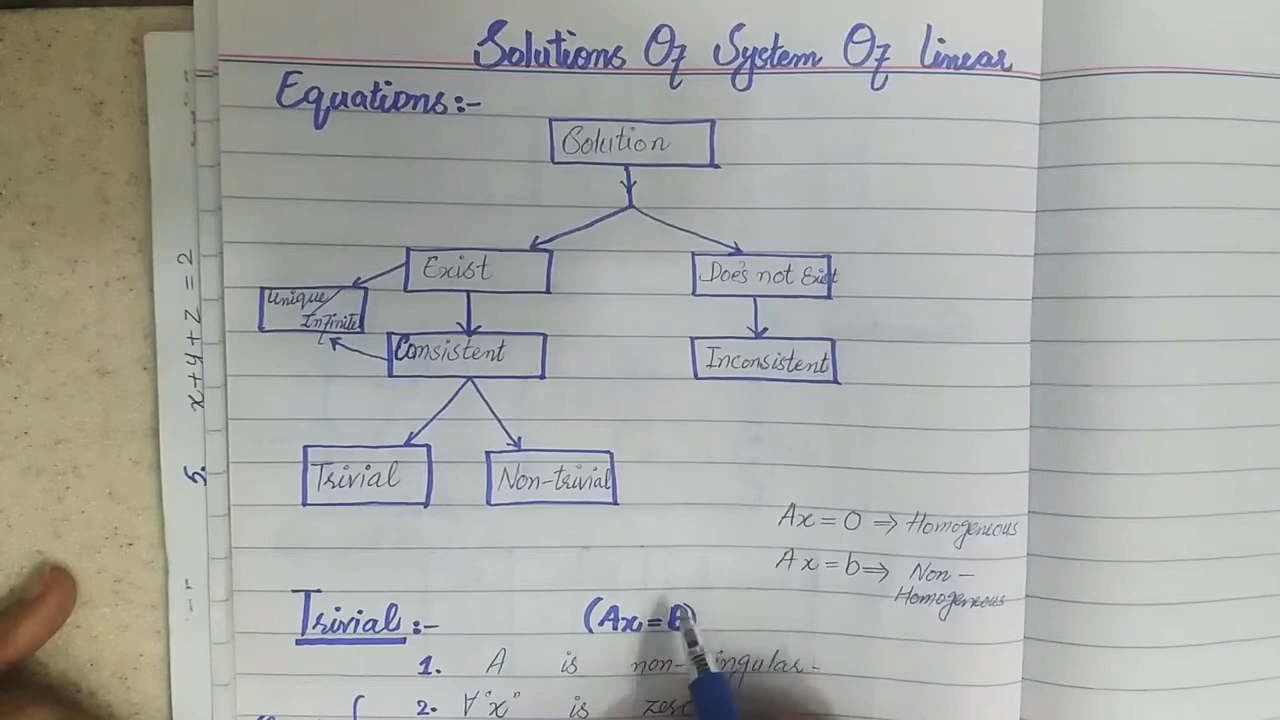 Solutions Of System Of Linear
Equations:-
Solution
Exist
Does not Exist
Unique/
Infinite
Consistent
Inconsistent
Trivial
Non-trivial
Ax = 0 ⇒ Homogeneous
Ax = b ⇒ Non-
Homogeneous
Trivial:- (Ax=
1. A is non-singular-
2. ∀ "x" is zero
5. x+y+z = 2